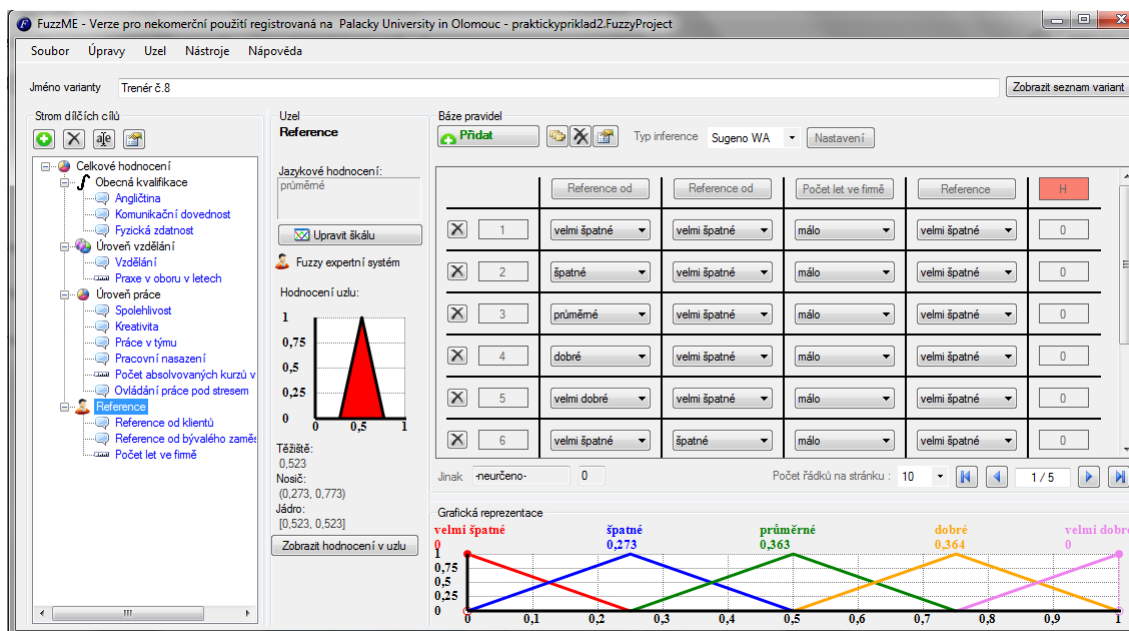 FuzzME - Verze pro nekomerční použití registrovaná na Palacky University in Olomouc - praktickypriklad2.FuzzyProject
Soubor Úpravy Uzel Nástroje Nápověda
Jméno varianty Trenér č.8 Zobrazit seznam variant
Strom dílčích cílů
Celkové hodnocení
Obecná kvalifikace
Angličtina
Komunikační dovednost
Fyzická zdatnost
Úroveň vzdělání
Vzdělání
Praxe v oboru v letech
Úroveň práce
Spolehlivost
Kreativita
Práce v týmu
Pracovní nasazení
Počet absolvovaných kurzů v
Ovládání práce pod stresem
Reference
Reference od klientů
Reference od bývalého zaměs
Počet let ve firmě
Uzel
Reference
Jazykové hodnocení:
průměrné
Upravit škálu
Fuzzy expertní systém
Hodnocení uzlu:
1
0,75
0,5
0,25
0
0 0,5 1
Těžiště:
0,523
Nosič:
(0,273, 0,773)
Jádro:
[0,523, 0,523]
Zobrazit hodnocení v uzlu
Báze pravidel
Přidat Typ inference Sugeno WA Nastavení
Reference od Reference od Počet let ve firmě Reference H
1 velmi špatné velmi špatné málo velmi špatné 0
2 špatné velmi špatné málo velmi špatné 0
3 průměrné velmi špatné málo velmi špatné 0
4 dobré velmi špatné málo velmi špatné 0
5 velmi dobré velmi špatné málo velmi špatné 0
6 velmi špatné špatné málo velmi špatné 0
Jinak -neurčeno- 0 Počet řádků na stránku : 10 1 / 5
Grafická reprezentace
velmi špatné špatné průměrné dobré velmi dobré
0 0,273 0,363 0,364 0
1
0,75
0,5
0,25
0
0 0,1 0,2 0,3 0,4 0,5 0,6 0,7 0,8 0,9 1